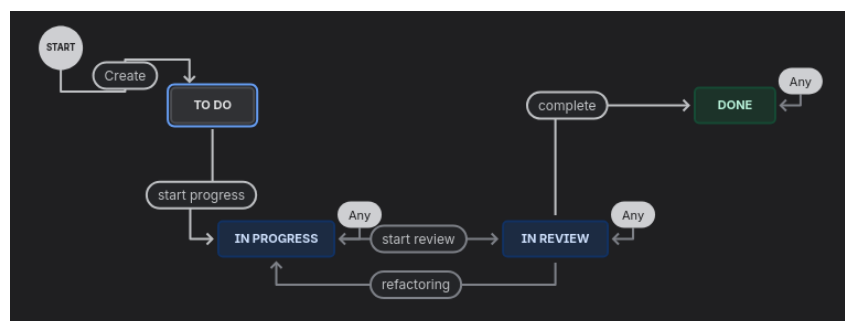 START
Create
TO DO
complete
DONE
Any
start progress
IN PROGRESS
Any
start review
IN REVIEW
Any
refactoring